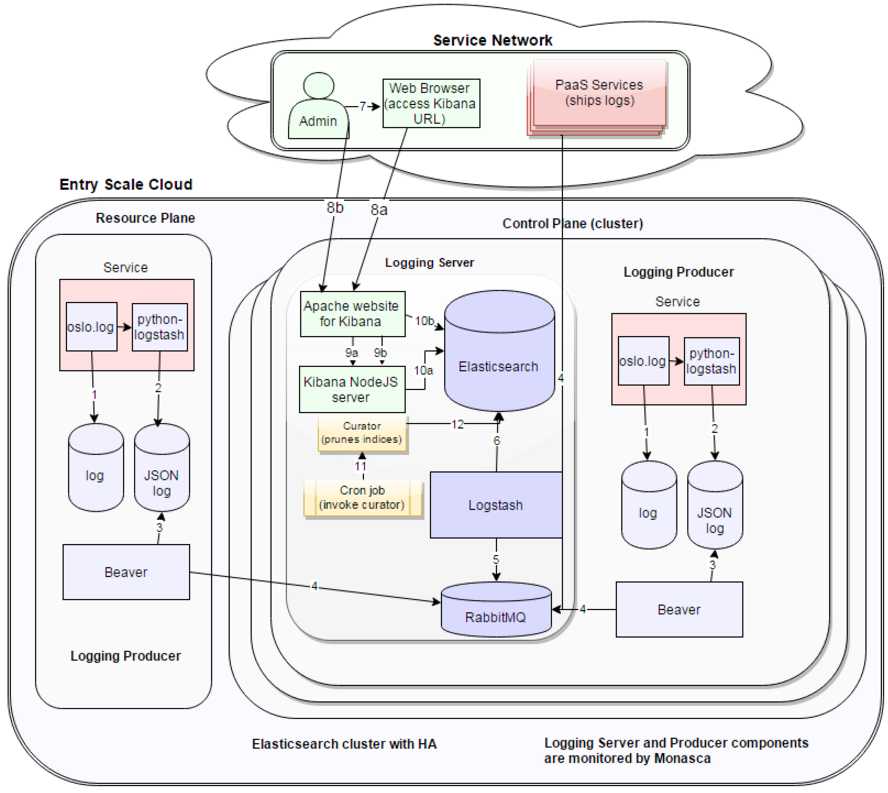 Service Network
Admin
7
Web Browser
(access Kibana
URL)
PaaS Services
(ships logs)
Entry Scale Cloud
8b
8a
Resource Plane
Control Plane (cluster)
Service
oslo.log
python-
logstash
1
2
log
JSON
log
3
Beaver
4
Logging Producer
Logging Server
Apache website
for Kibana
10b
9a
9b
10a
Kibana NodeJS
server
Elasticsearch
4
Curator
(prunes indices)
12
6
11
Cron job
(invoke curator)
Logstash
5
RabbitMQ
4
Logging Producer
Service
oslo.log
python-
logstash
1
2
log
JSON
log
3
Beaver
Elasticsearch cluster with HA
Logging Server and Producer components
are monitored by Monasca